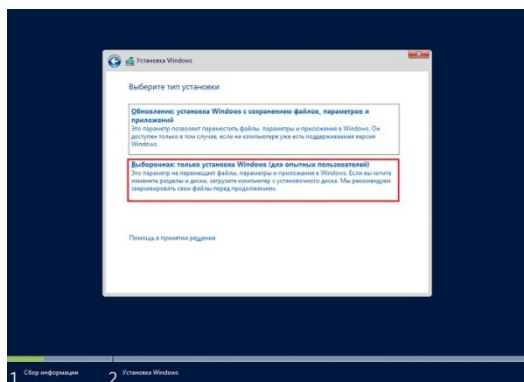 Установка Windows
Выберите тип установки
Обновление: установка Windows с сохранением файлов, параметров и
приложений
Это параметр позволяет переместить файлы, параметры и приложения в Windows. Он
доступен только в том случае, если на компьютере уже есть поддерживаемая версия
Windows.
Выборочная: только установка Windows (для опытных пользователей)
Это параметр не перемещает файлы, параметры и приложения в Windows. Если вы хотите
изменить разделы и диски, загрузите компьютер с установочного диска. Мы рекомендуем
заархивировать свои файлы перед продолжением.
Помощь в принятии решения
1 Сбор информации
2 Установка Windows